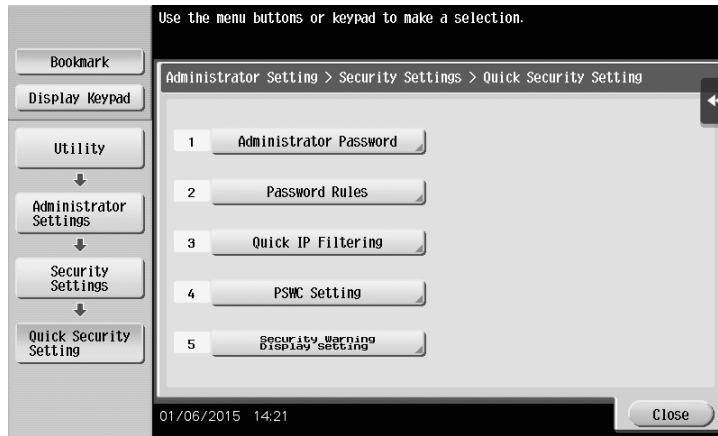 Use the menu buttons or keypad to make a selection.
Bookmark
Display Keypad
Utility
Administrator
Settings
Security
Settings
Quick Security
Setting
Administrator Setting > Security Settings > Quick Security Setting
1 Administrator Password
2 Password Rules
3 Quick IP Filtering
4 PSWC Setting
5 Security Warning
Display Setting
01/06/2015 14:21
Close